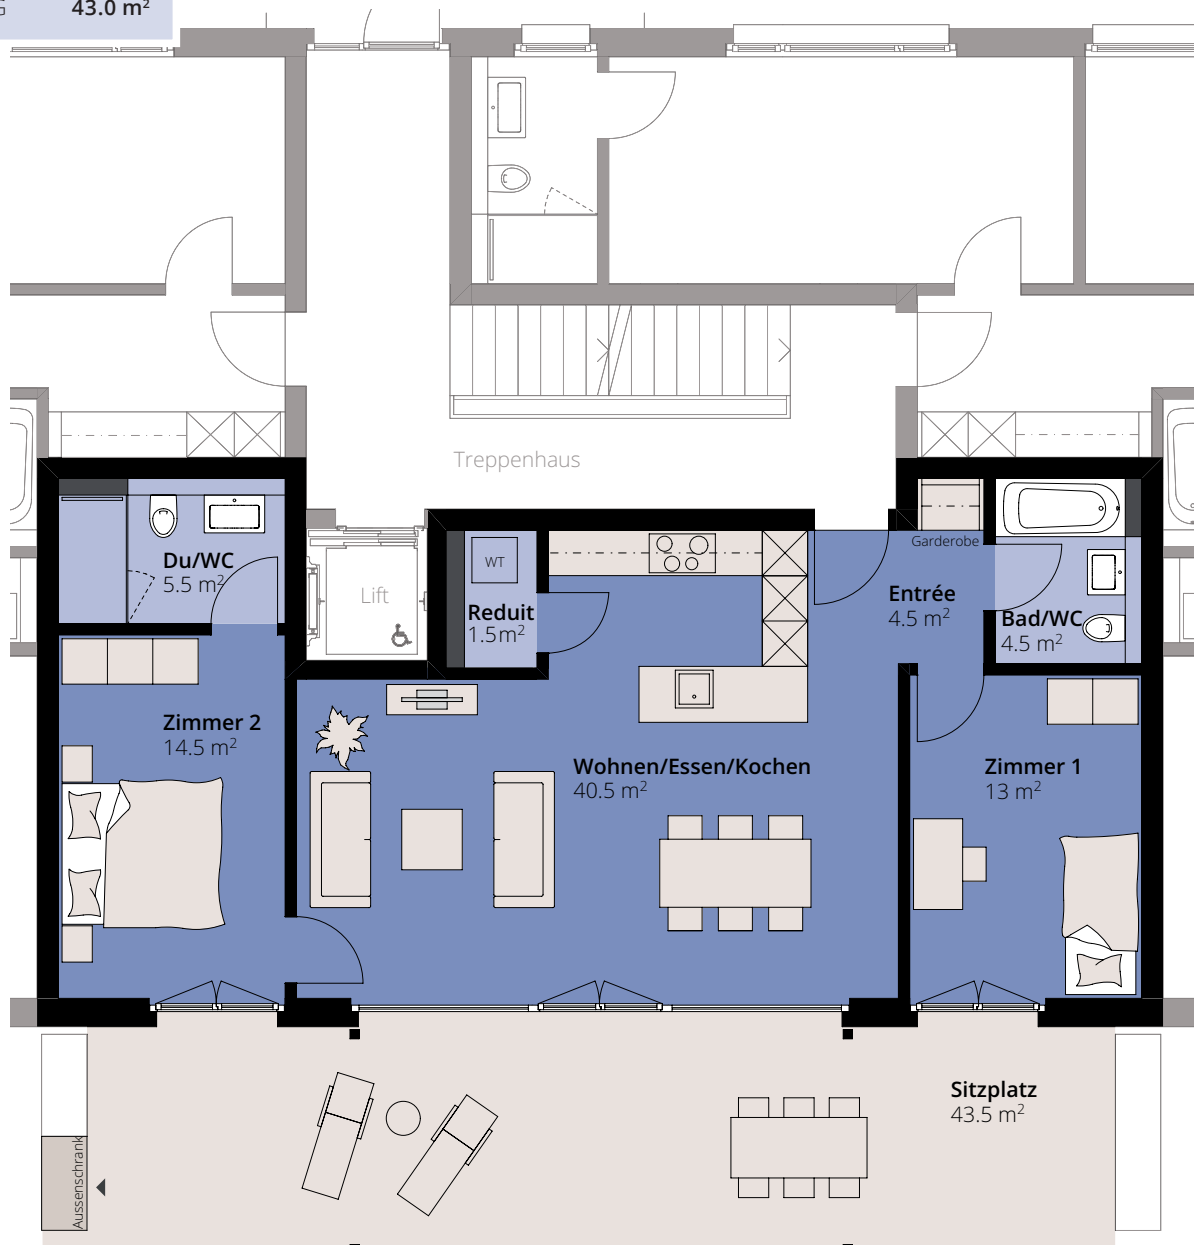 43.0 m²
Treppenhaus
Garderobe
Du/WC
5.5 m²
WT
Lift
Entrée
4.5 m²
Reduit
1.5m²
Bad/WC
4.5 m²
Zimmer 2
14.5 m²
Wohnen/Essen/Kochen
40.5 m²
Zimmer 1
13 m²
Sitzplatz
43.5 m²
Aussenschrank